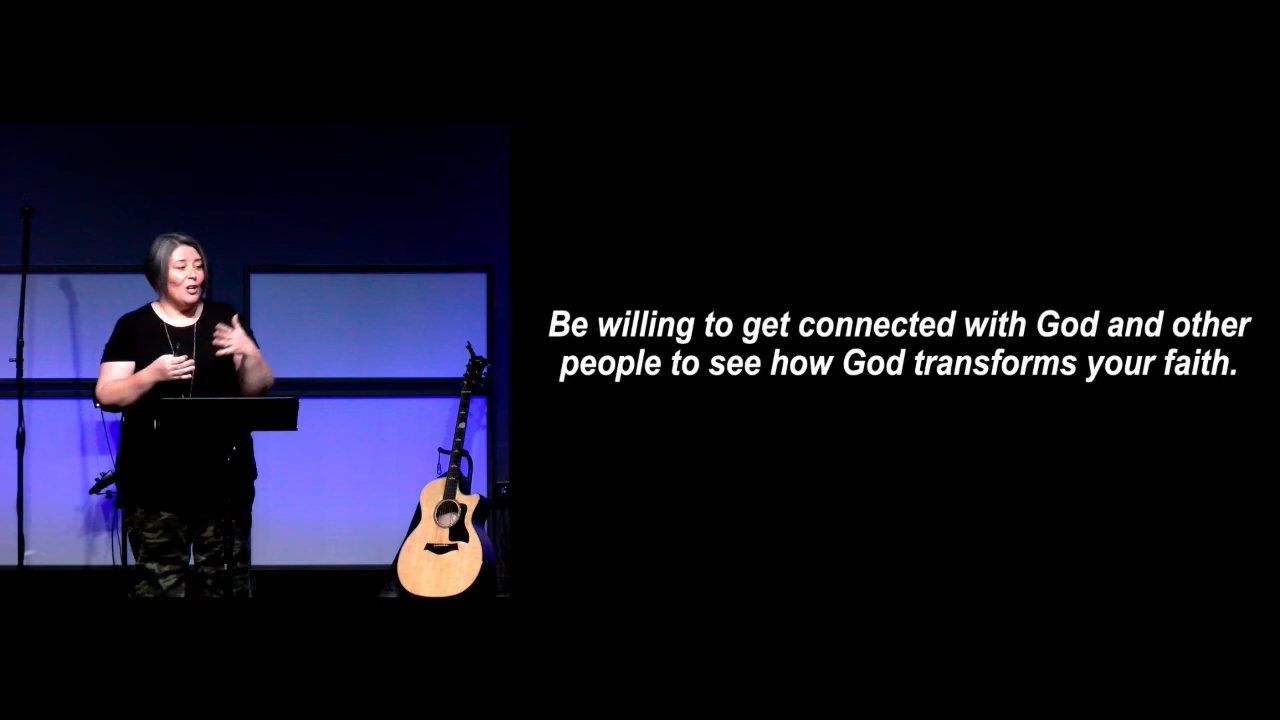 Be willing to get connected with God and other
people to see how God transforms your faith.